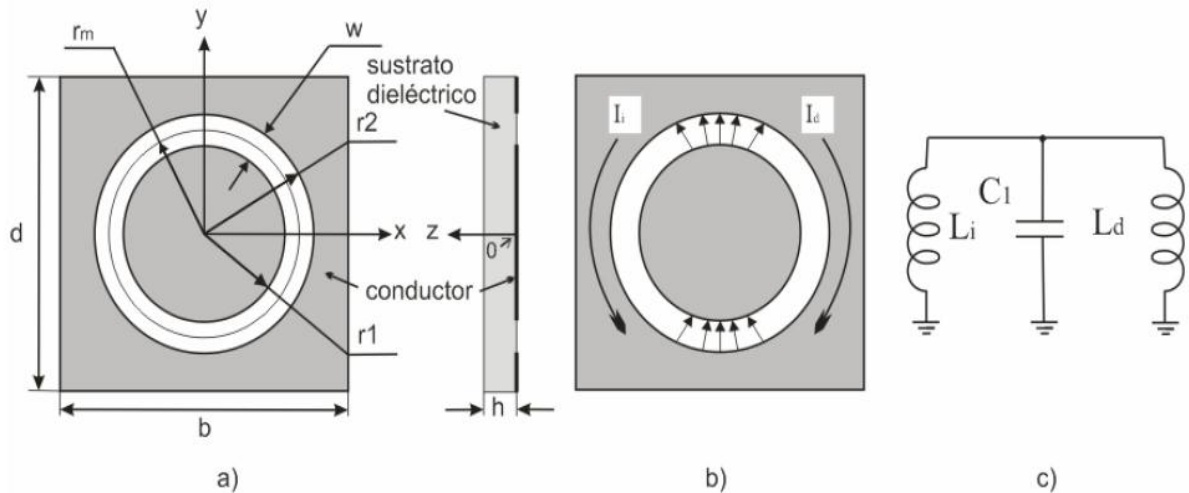 y
rm
w
sustrato
dieléctrico
r2
d
x
z
0
conductor
r1
b
h
a)
Ii
Id
b)
C1
Li
Ld
c)